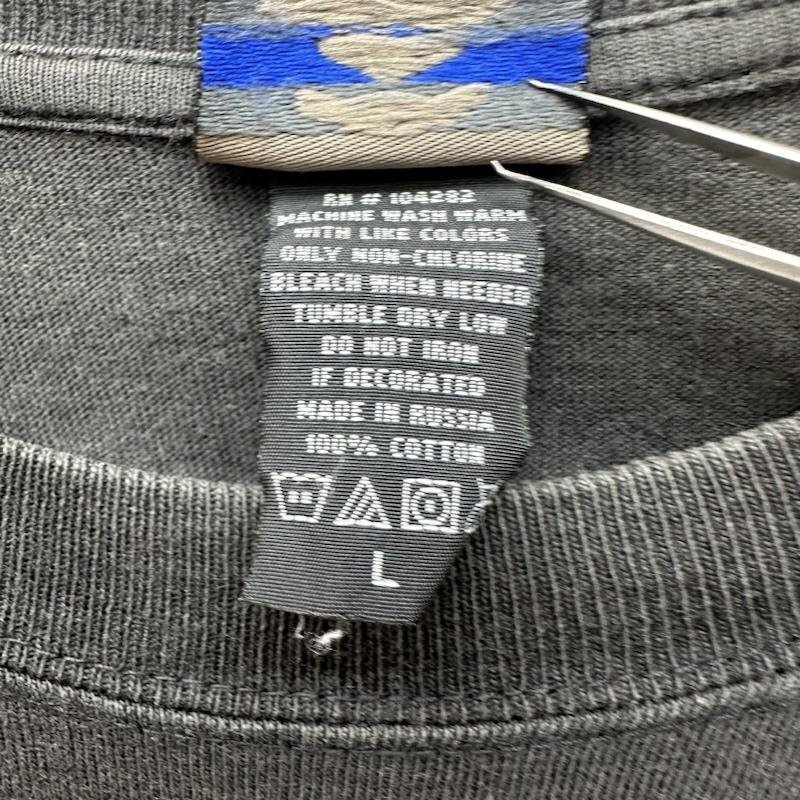 RN # 104282
MACHINE WASH WARM
WITH LIKE COLORS
ONLY NON-CHLORINE
BLEACH WHEN NEEDED
TUMBLE DRY LOW
DO NOT IRON
IF DECORATED
MADE IN RUSSIA
100% COTTON
L